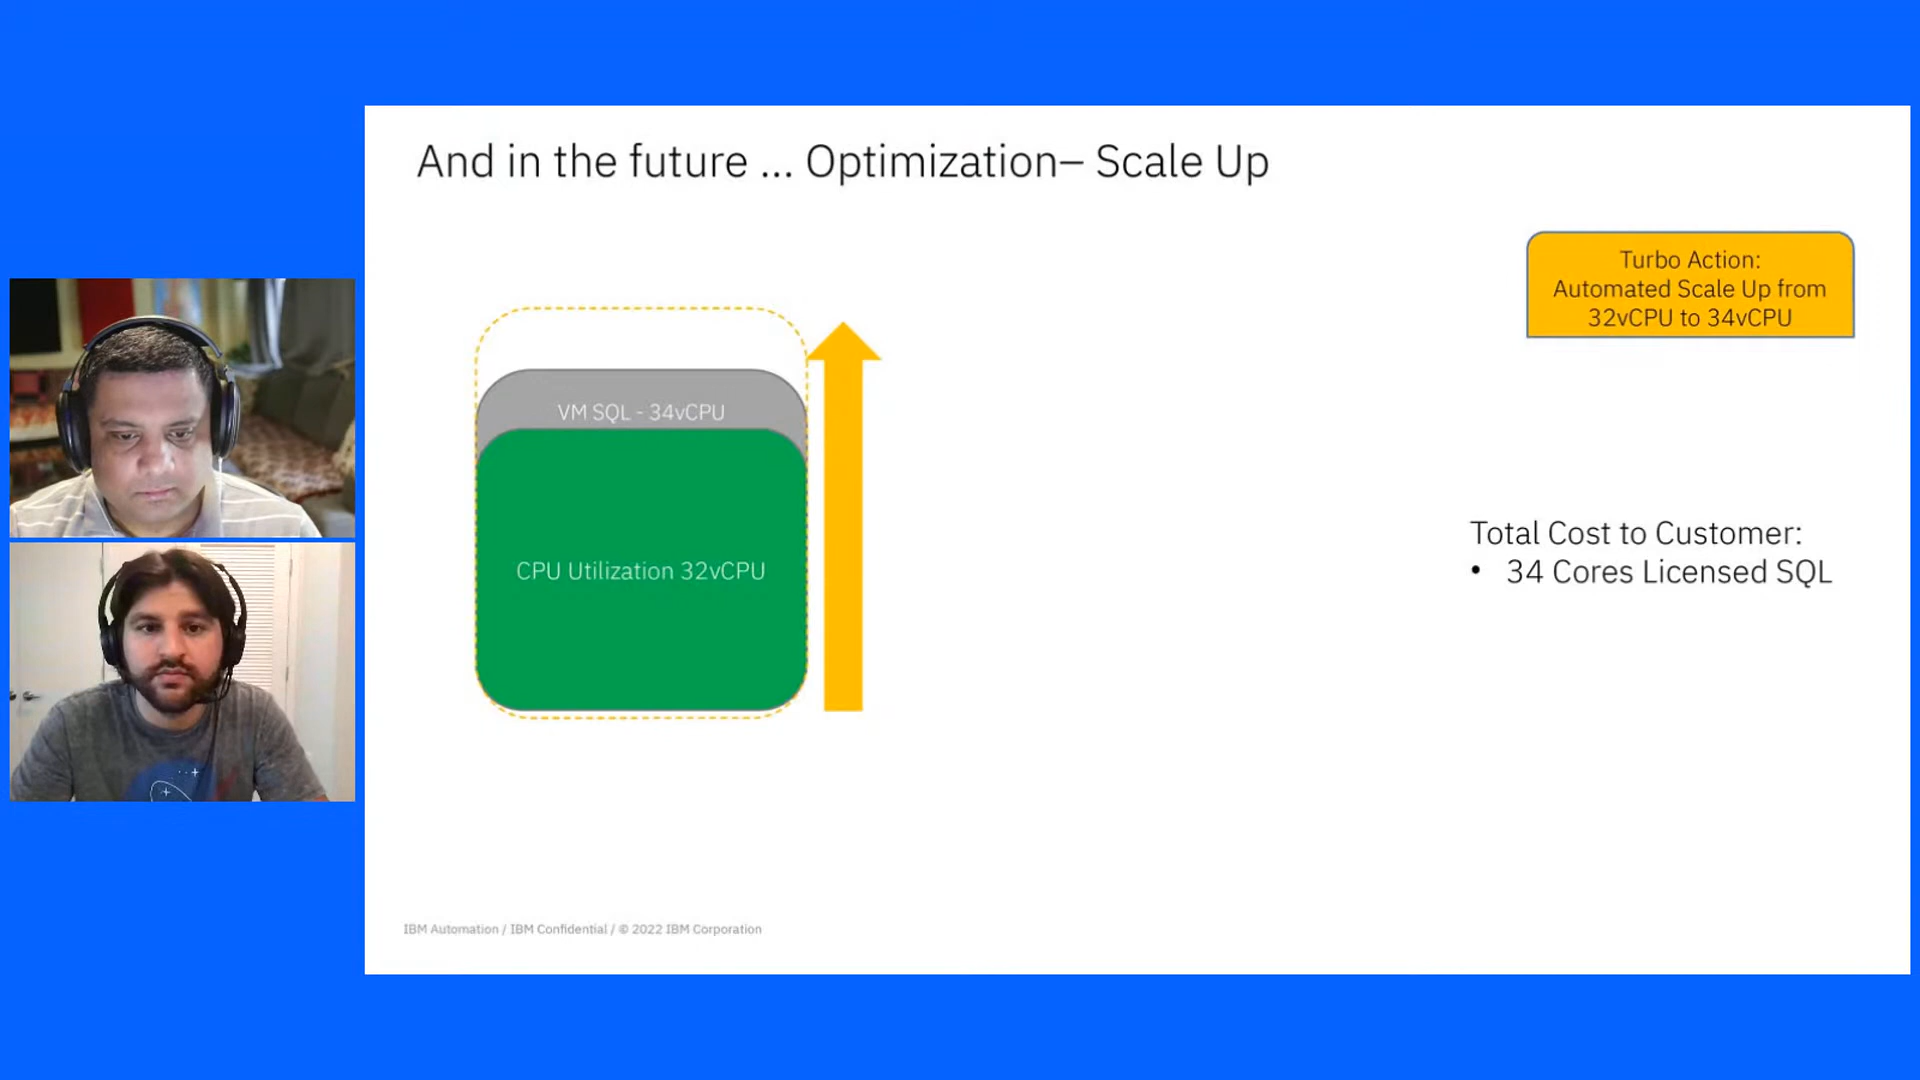 And in the future ... Optimization– Scale Up
Turbo Action:
Automated Scale Up from
32vCPU to 34vCPU
VM SQL - 34vCPU
CPU Utilization 32vCPU
Total Cost to Customer:
• 34 Cores Licensed SQL
IBM Automation / IBM Confidential / © 2022 IBM Corporation